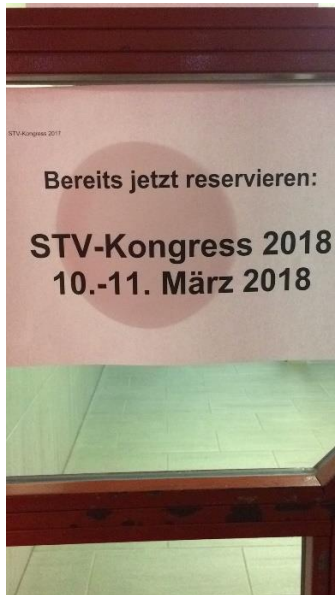 STV-Kongress 2017
Bereits jetzt reservieren:
STV-Kongress 2018
10.-11. März 2018